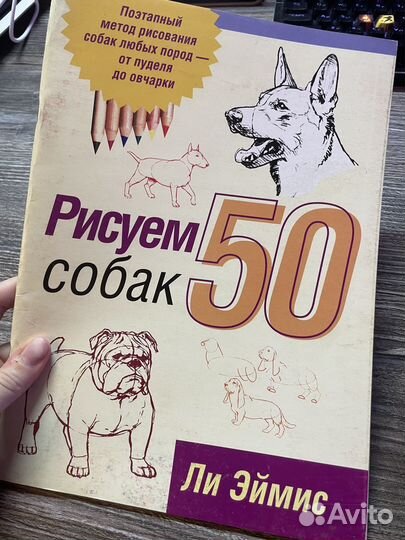 Поэтапный
метод рисования
собак любых пород —
от пуделя
до овчарки
Рисуем 50
собак
Ли Эймис
Avito